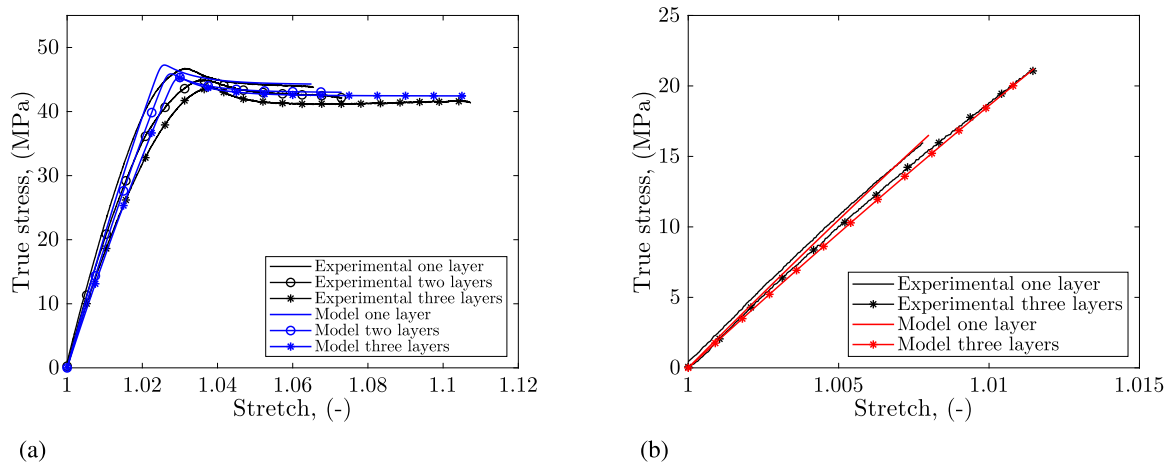 50
40
30
20
10
0
True stress, (MPa)
Experimental one layer
Experimental two layers
Experimental three layers
Model one layer
Model two layers
Model three layers
1
1.02
1.04
1.06
1.08
1.1
1.12
Stretch, (-)
(a)
25
20
15
10
5
0
True stress, (MPa)
Experimental one layer
Experimental three layers
Model one layer
Model three layers
1
1.005
1.01
1.015
Stretch, (-)
(b)